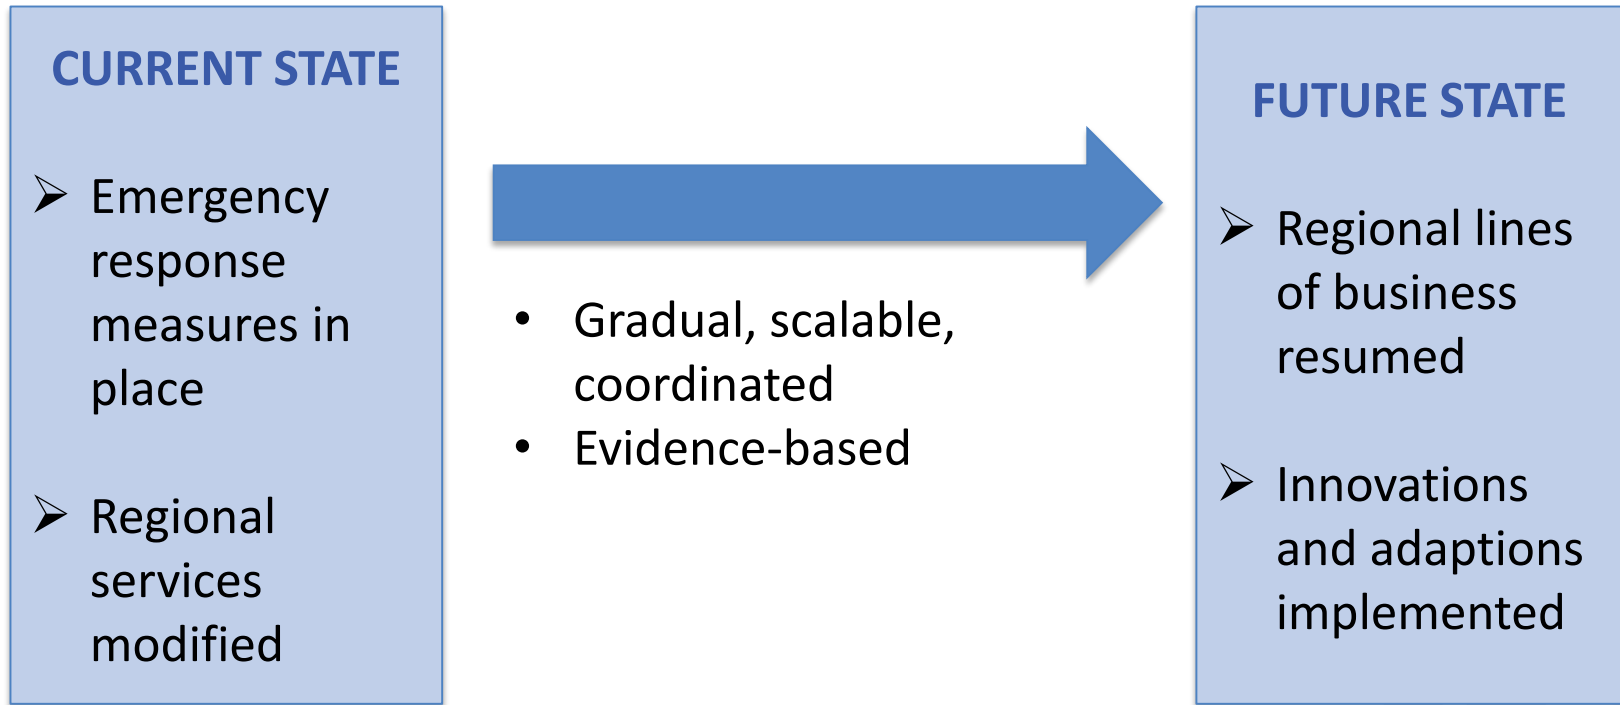 CURRENT STATE
➢ Emergency
response
measures in
place
➢ Regional
services
modified
• Gradual, scalable,
coordinated
• Evidence-based
FUTURE STATE
➢ Regional lines
of business
resumed
➢ Innovations
and adaptions
implemented